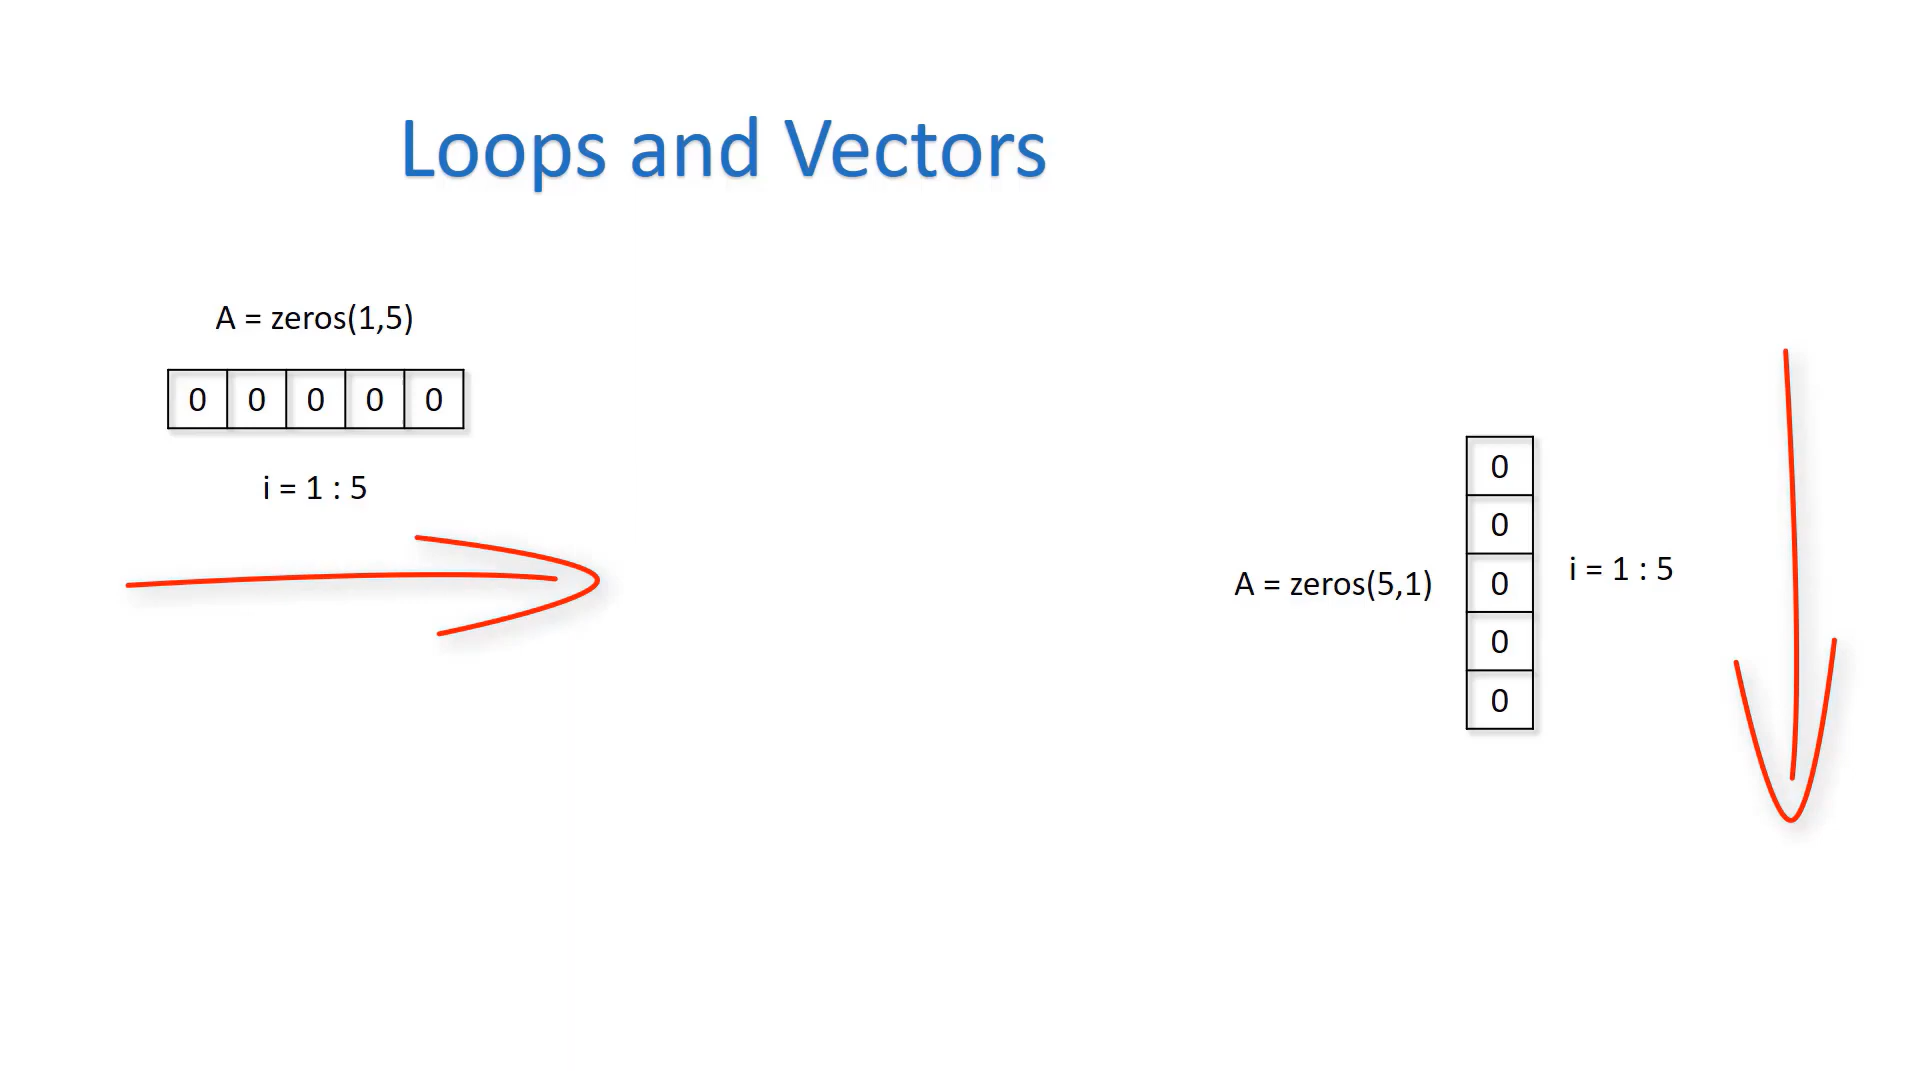 Loops and Vectors
A = zeros(1,5)
0 0 0 0 0
i = 1 : 5
A = zeros(5,1)
0
0
0
0
0
i = 1 : 5